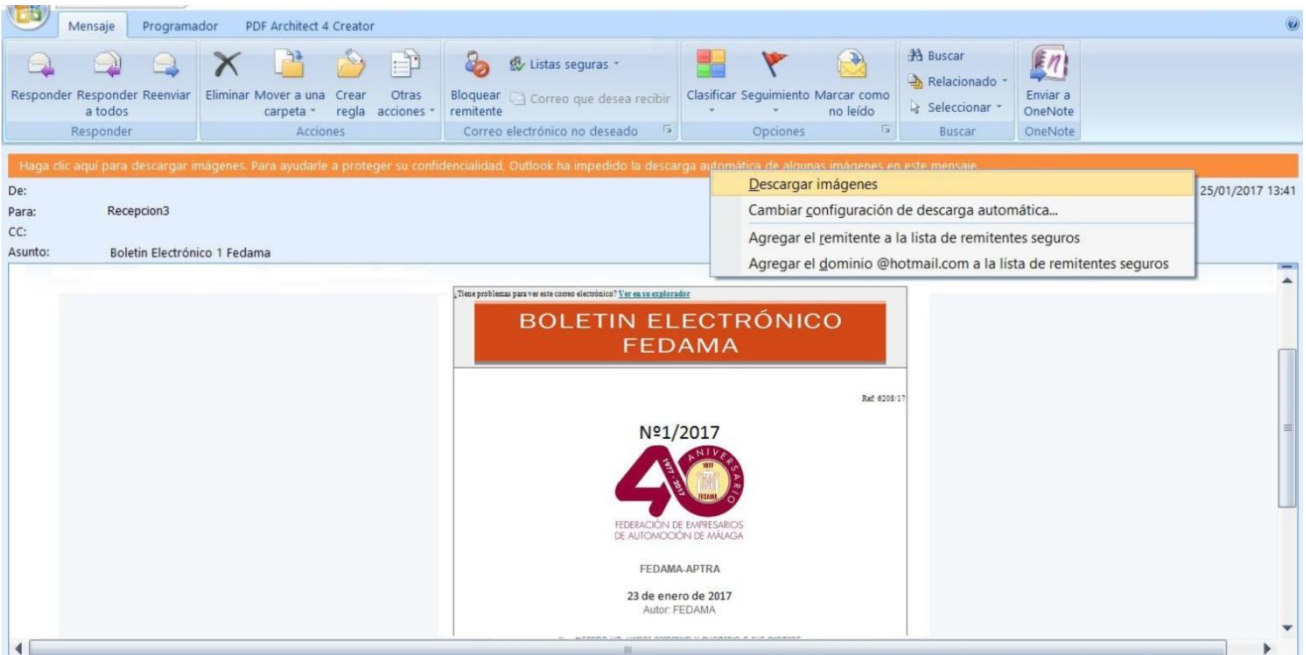 Mensaje Programador PDF Architect 4 Creator
Responder Responder a todos Reenviar
Eliminar Mover a una carpeta Crear regla Otras acciones
Bloquear remitente Listas seguras
Correo que desea recibir
Clasificar Seguimiento Marcar como no leído
Buscar
Relacionado
Seleccionar
Enviar a OneNote
Responder Acciones Correo electrónico no deseado Opciones Buscar OneNote
Haga clic aquí para descargar imágenes. Para ayudarle a proteger su confidencialidad, Outlook ha impedido la descarga automática de algunas imágenes en este mensaje.
De:
25/01/2017 13:41
Para: Recepcion3
CC:
Asunto: Boletin Electrónico 1 Fedama
Descargar imágenes
Cambiar configuración de descarga automática...
Agregar el remitente a la lista de remitentes seguros
Agregar el dominio @hotmail.com a la lista de remitentes seguros
¿Tiene problemas para ver este correo electrónico? Ver en su explorador
BOLETIN ELECTRÓNICO
FEDAMA
Ref: 6208/17
Nº1/2017
40 ANIVERSARIO
1977 - 2017
1977
FEDAMA
FEDERACIÓN DE EMPRESARIOS
DE AUTOMOCIÓN DE MÁLAGA
FEDAMA-APTRA
23 de enero de 2017
Autor: FEDAMA